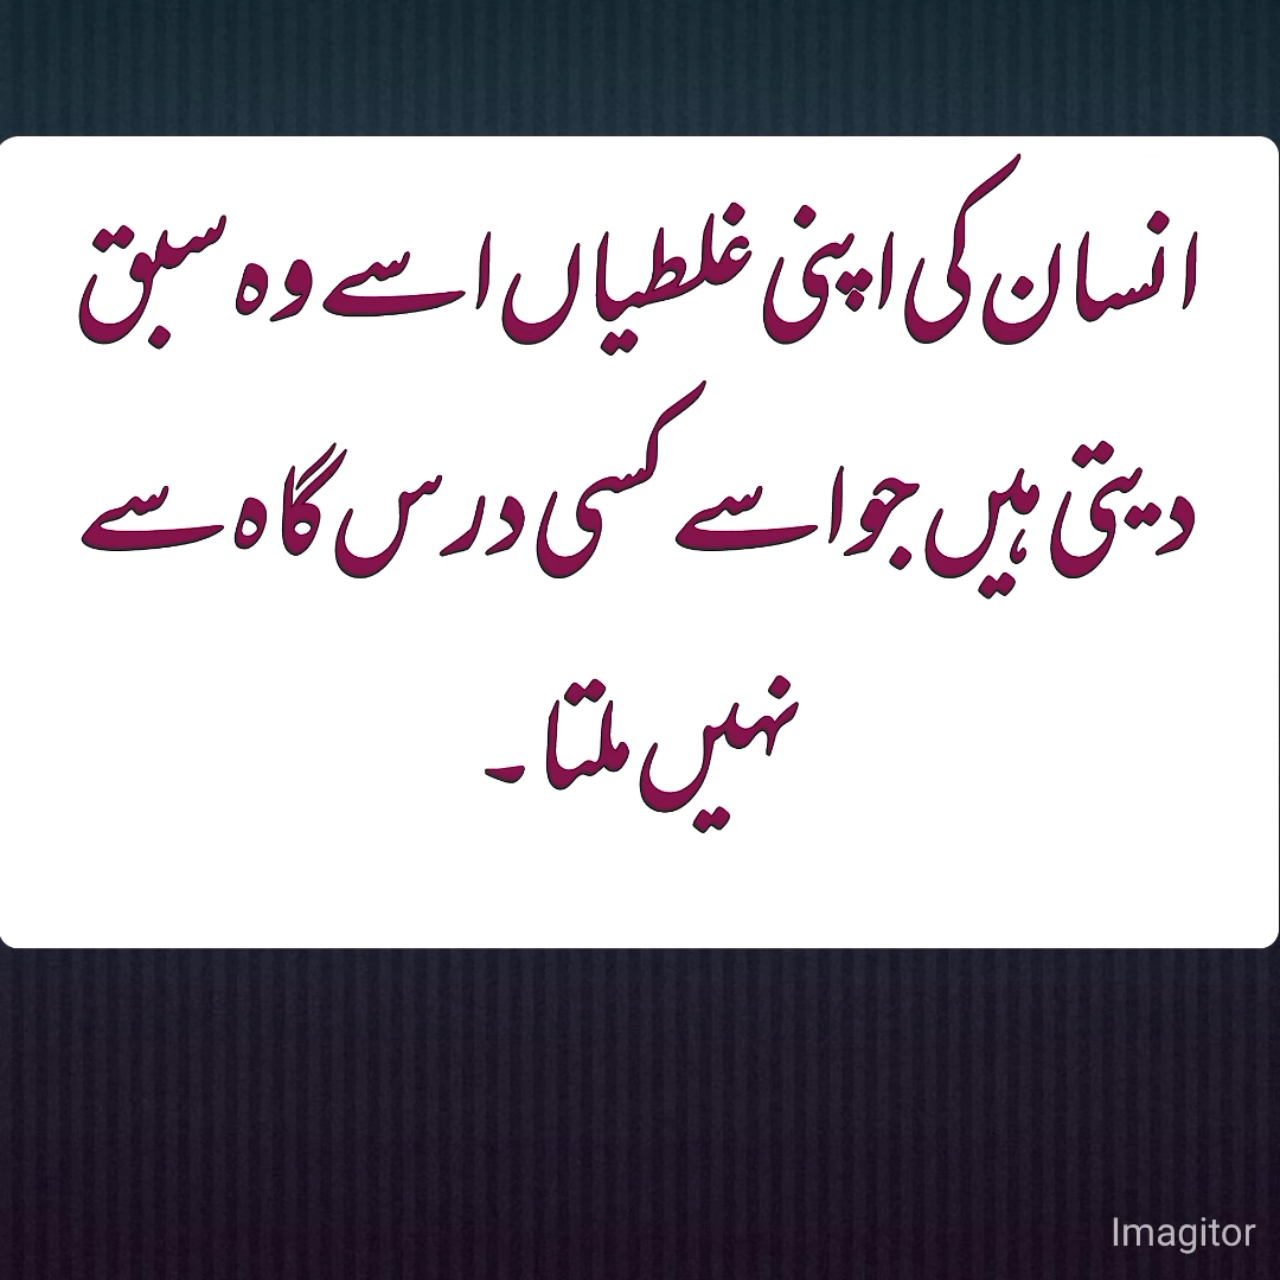 انسان کی اپنی غلطیاں اسے وہ سبق
دیتی ہیں جو اسے کسی درس گاہ سے
نہیں ملتا۔
Imagitor